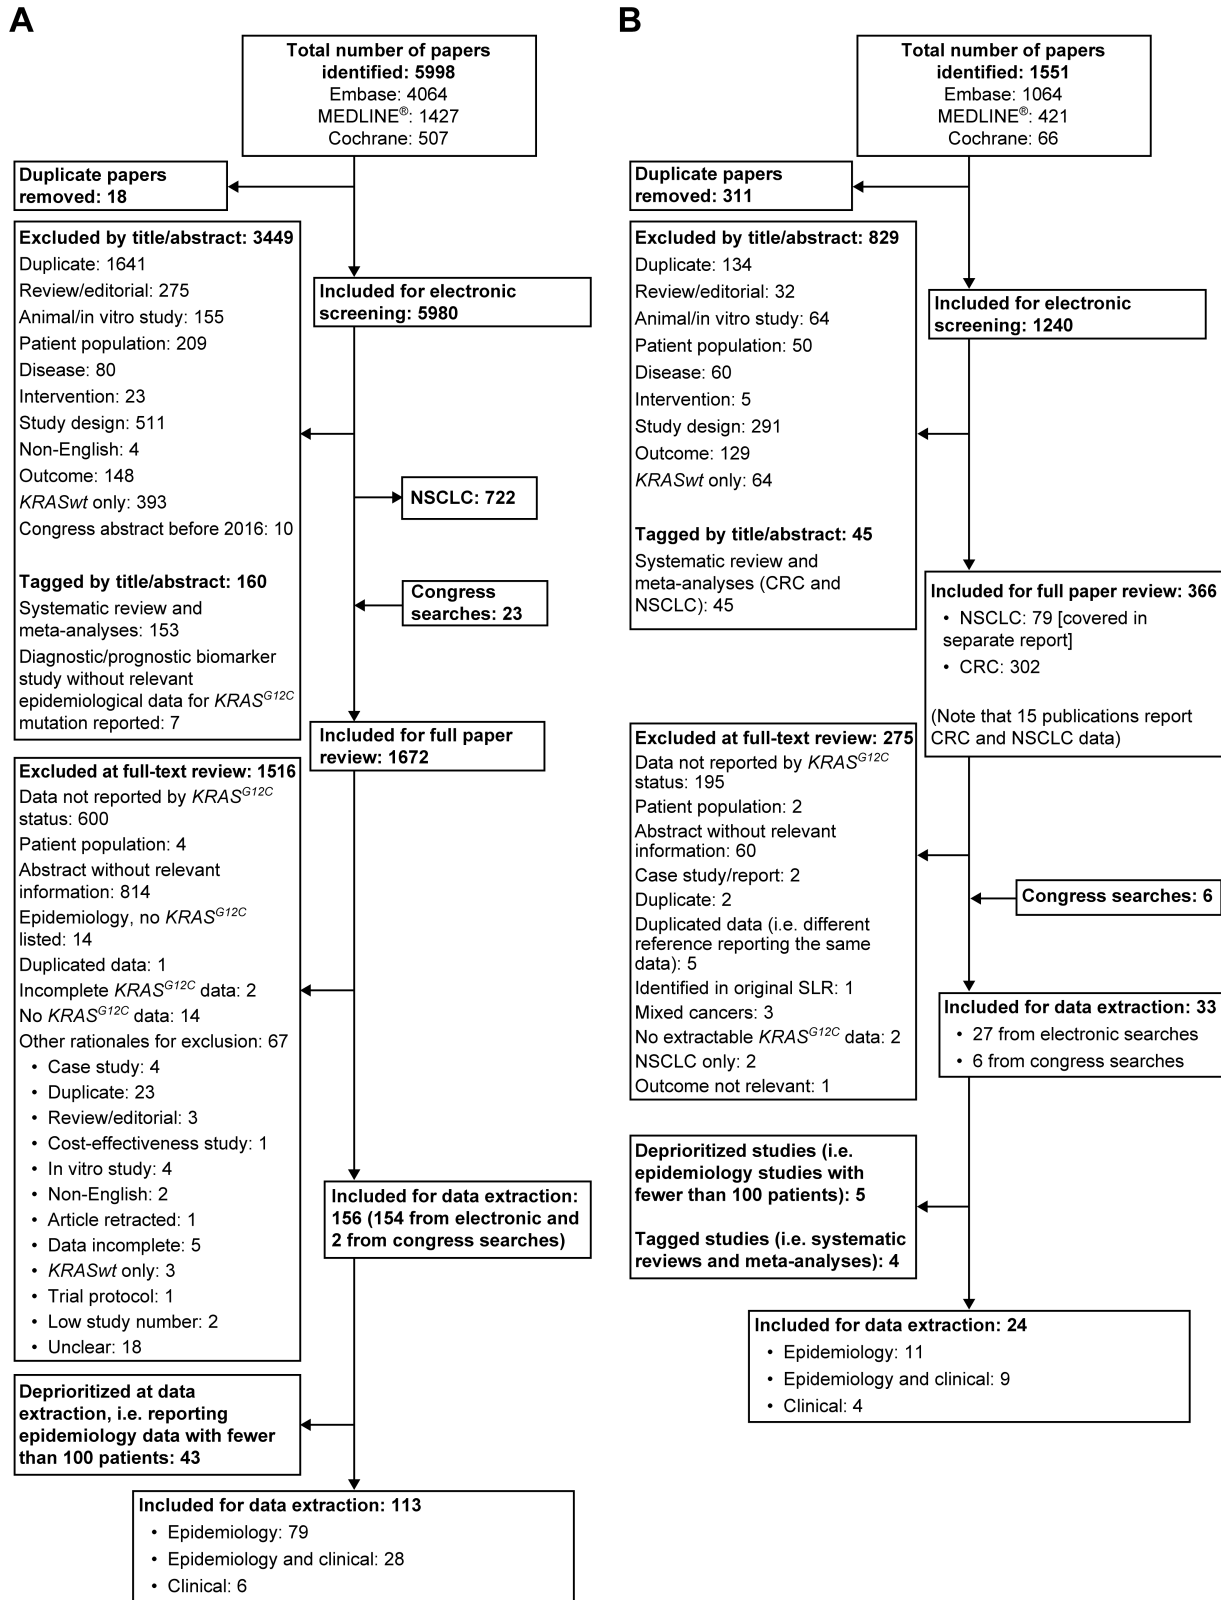 A
Total number of papers
identified: 5998
Embase: 4064
MEDLINE®: 1427
Cochrane: 507
Duplicate papers
removed: 18
Excluded by title/abstract: 3449
Duplicate: 1641
Review/editorial: 275
Animal/in vitro study: 155
Patient population: 209
Disease: 80
Intervention: 23
Study design: 511
Non-English: 4
Outcome: 148
KRASwt only: 393
Congress abstract before 2016: 10
Tagged by title/abstract: 160
Systematic review and
meta-analyses: 153
Diagnostic/prognostic biomarker
study without relevant
epidemiological data for KRASG12C
mutation reported: 7
Included for electronic
screening: 5980
NSCLC: 722
Congress
searches: 23
Included for full paper
review: 1672
Excluded at full-text review: 1516
Data not reported by KRASG12C
status: 600
Patient population: 4
Abstract without relevant
information: 814
Epidemiology, no KRASG12C
listed: 14
Duplicated data: 1
Incomplete KRASG12C data: 2
No KRASG12C data: 14
Other rationales for exclusion: 67
• Case study: 4
• Duplicate: 23
• Review/editorial: 3
• Cost-effectiveness study: 1
• In vitro study: 4
• Non-English: 2
• Article retracted: 1
• Data incomplete: 5
• KRASwt only: 3
• Trial protocol: 1
• Low study number: 2
• Unclear: 18
Included for data extraction:
156 (154 from electronic and
2 from congress searches)
Deprioritized at data
extraction, i.e. reporting
epidemiology data with fewer
than 100 patients: 43
Included for data extraction: 113
• Epidemiology: 79
• Epidemiology and clinical: 28
• Clinical: 6
B
Total number of papers
identified: 1551
Embase: 1064
MEDLINE®: 421
Cochrane: 66
Duplicate papers
removed: 311
Excluded by title/abstract: 829
Duplicate: 134
Review/editorial: 32
Animal/in vitro study: 64
Patient population: 50
Disease: 60
Intervention: 5
Study design: 291
Outcome: 129
KRASwt only: 64
Tagged by title/abstract: 45
Systematic review and
meta-analyses (CRC and
NSCLC): 45
Included for electronic
screening: 1240
Included for full paper review: 366
• NSCLC: 79 [covered in
separate report]
• CRC: 302
(Note that 15 publications report
CRC and NSCLC data)
Excluded at full-text review: 275
Data not reported by KRASG12C
status: 195
Patient population: 2
Abstract without relevant
information: 60
Case study/report: 2
Duplicate: 2
Duplicated data (i.e. different
reference reporting the same
data): 5
Identified in original SLR: 1
Mixed cancers: 3
No extractable KRASG12C data: 2
NSCLC only: 2
Outcome not relevant: 1
Congress searches: 6
Included for data extraction: 33
• 27 from electronic searches
• 6 from congress searches
Deprioritized studies (i.e.
epidemiology studies with
fewer than 100 patients): 5
Tagged studies (i.e. systematic
reviews and meta-analyses): 4
Included for data extraction: 24
• Epidemiology: 11
• Epidemiology and clinical: 9
• Clinical: 4